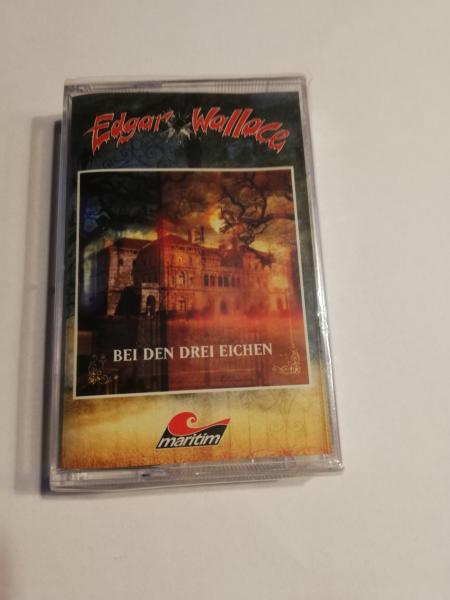 Edgar Wallace
BEI DEN DREI EICHEN
maritim